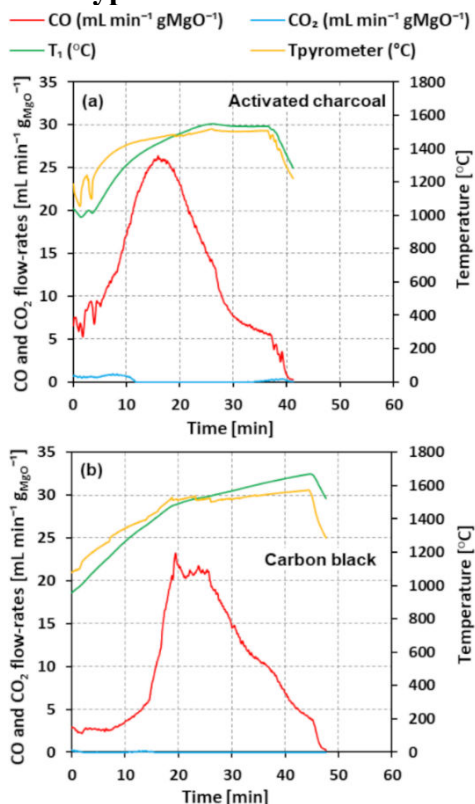 CO (mL min⁻¹ gMgO⁻¹) CO₂ (mL min⁻¹ gMgO⁻¹)
T₁ (°C) Tpyrometer (°C)
(a) Activated charcoal
CO and CO₂ flow-rates [mL min⁻¹ g_MgO⁻¹]
35
30
25
20
15
10
5
0
1800
1600
1400
1200
1000
800
600
400
200
0
Temperature [°C]
0 10 20 30 40 50 60
Time [min]
(b)
Carbon black
CO and CO₂ flow-rates [mL min⁻¹ g_MgO⁻¹]
35
30
25
20
15
10
5
0
1800
1600
1400
1200
1000
800
600
400
200
0
Temperature [°C]
0 10 20 30 40 50 60
Time [min]